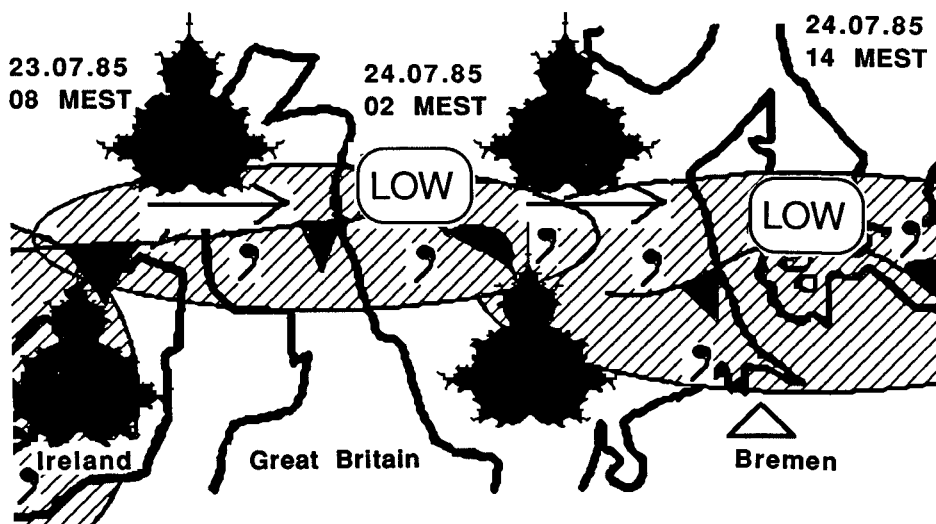 23.07.85
08 MEST
24.07.85
02 MEST
24.07.85
14 MEST
LOW
LOW
Ireland
Great Britain
Bremen